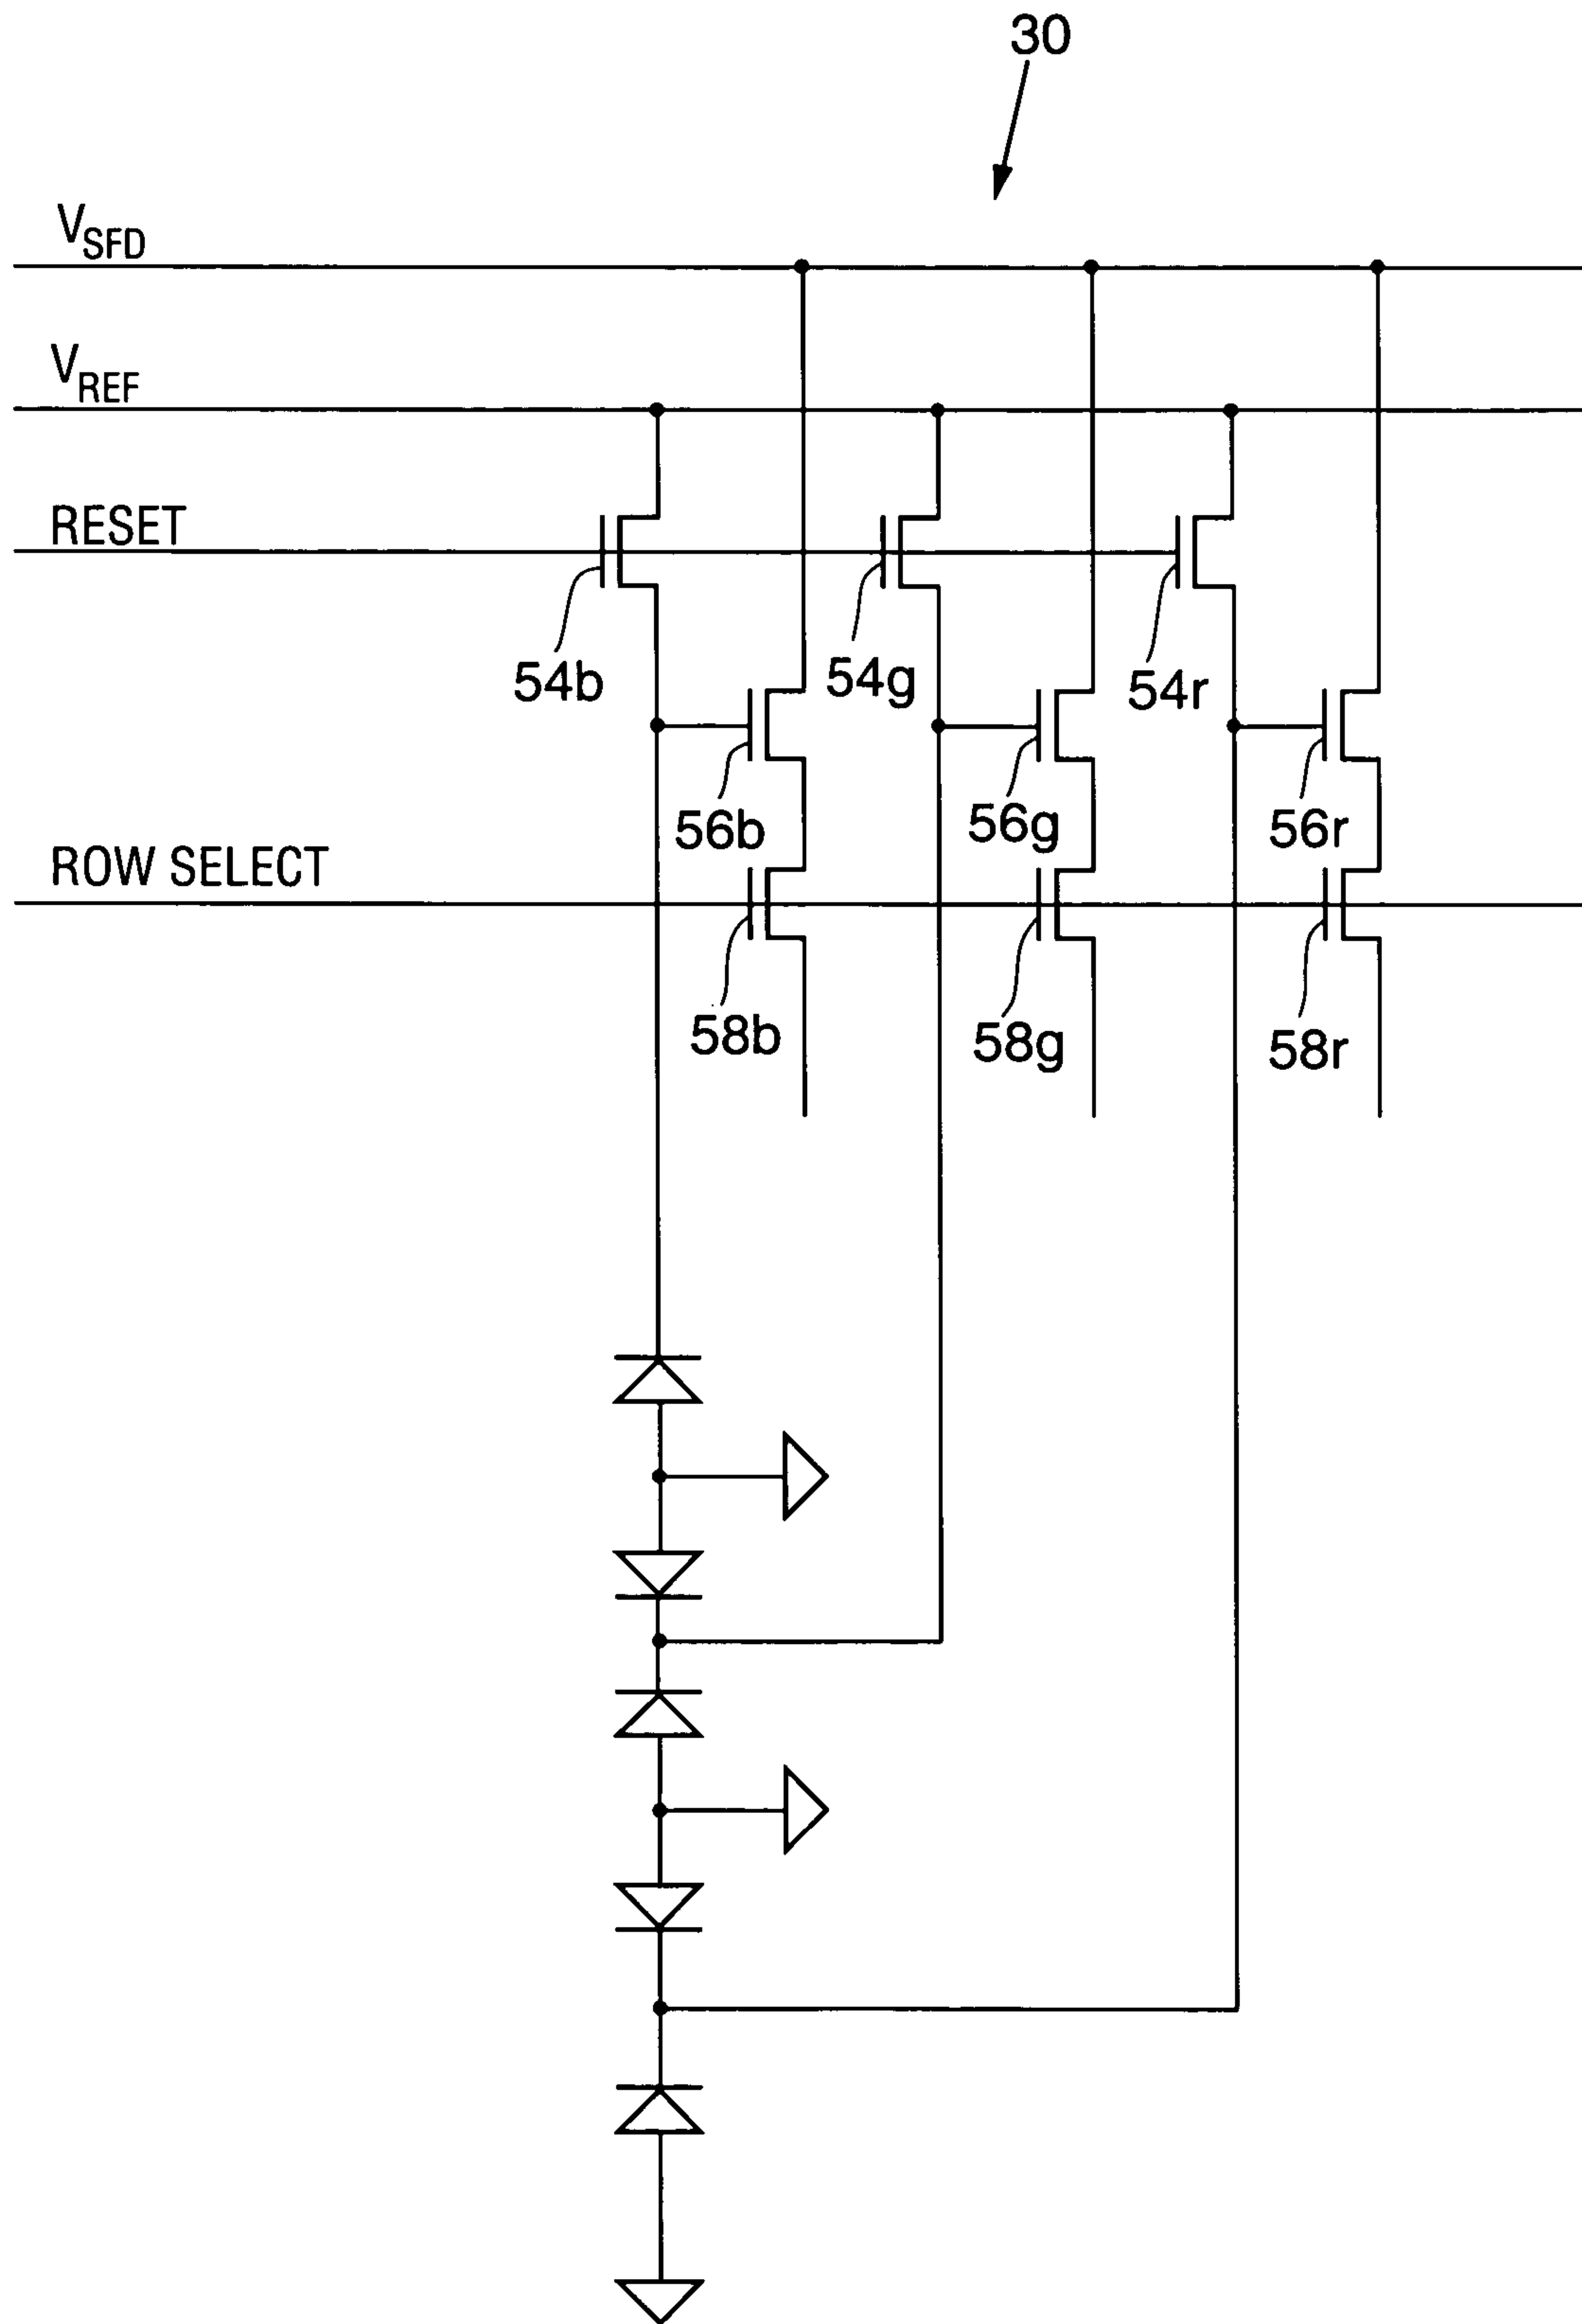 30
V_SFD
V_REF
RESET
54b
54g
54r
56b
56g
56r
ROW SELECT
58b
58g
58r